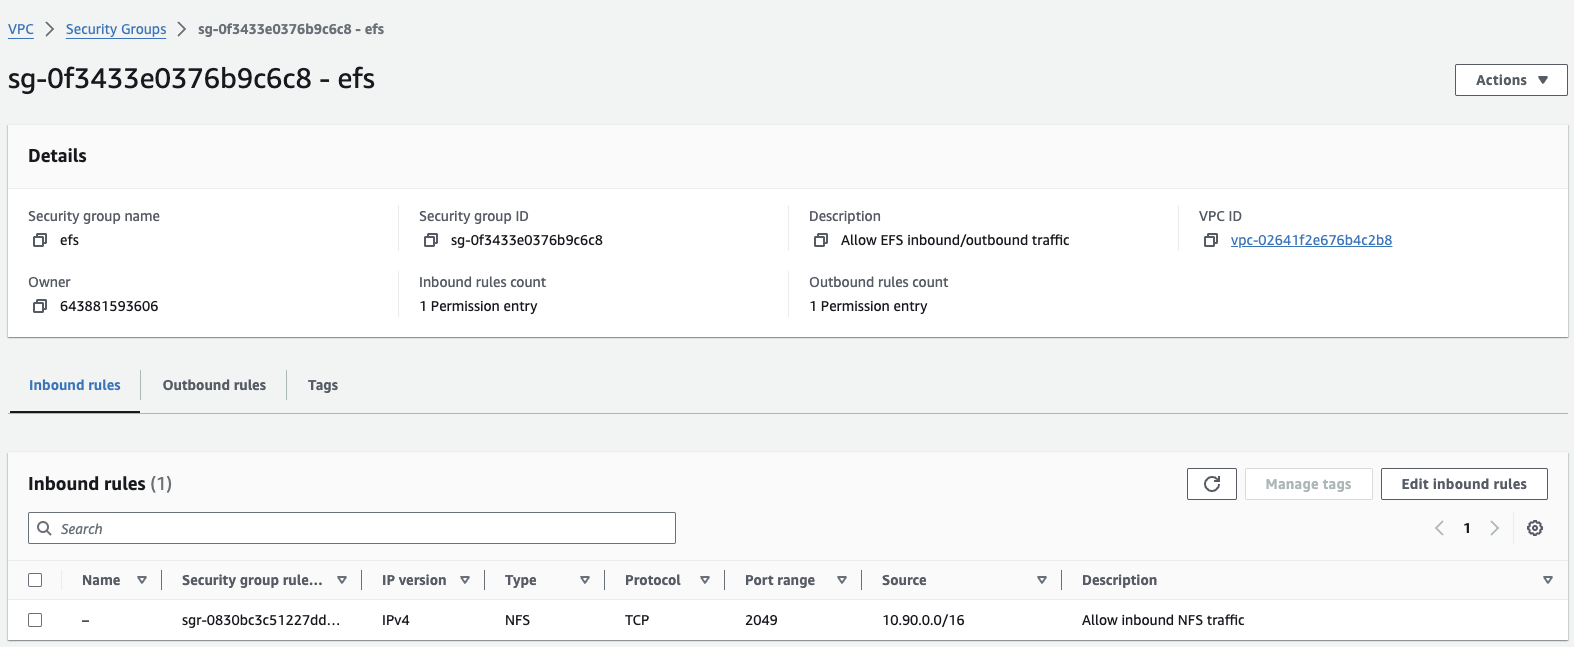 VPC > Security Groups > sg-0f3433e0376b9c6c8 - efs
sg-0f3433e0376b9c6c8 - efs
Actions
Details
Security group name
efs
Security group ID
sg-0f3433e0376b9c6c8
Description
Allow EFS inbound/outbound traffic
VPC ID
vpc-02641f2e676b4c2b8
Owner
643881593606
Inbound rules count
1 Permission entry
Outbound rules count
1 Permission entry
Inbound rules Outbound rules Tags
Inbound rules (1)
Manage tags Edit inbound rules
Search
1
Name Security group rule... IP version Type Protocol Port range Source Description
– sgr-0830bc3c51227dd... IPv4 NFS TCP 2049 10.90.0.0/16 Allow inbound NFS traffic